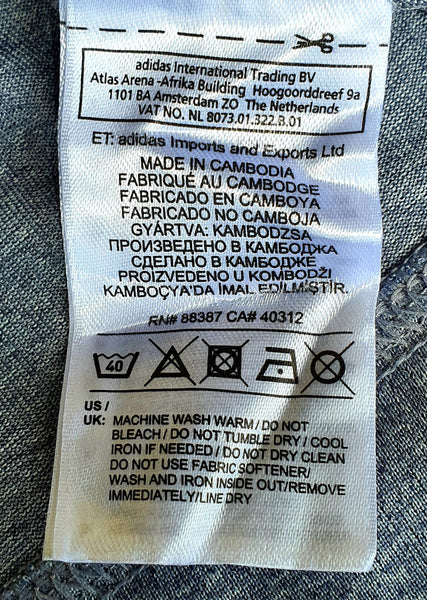 adidas International Trading BV
Atlas Arena -Afrika Building Hoogoorddreef 9a
1101 BA Amsterdam ZO The Netherlands
VAT NO. NL 8073.01.322.B.01
ET: adidas Imports and Exports Ltd
MADE IN CAMBODIA
FABRIQUÉ AU CAMBODGE
FABRICADO EN CAMBOYA
FABRICADO NO CAMBOJA
GYÁRTVA: KAMBODZSA
ПРОИЗВЕДЕНО В КАМБОДЖА
СДЕЛАНО В КАМБОДЖЕ
PROIZVEDENO U KOMBODŽI
KAMBOÇYA'DA İMAL EDİLMİŞTİR.
RN# 88387 CA# 40312
40
US /
UK: MACHINE WASH WARM / DO NOT
BLEACH / DO NOT TUMBLE DRY / COOL
IRON IF NEEDED / DO NOT DRY CLEAN
DO NOT USE FABRIC SOFTENER/
WASH AND IRON INSIDE OUT/REMOVE
IMMEDIATELY/LINE DRY